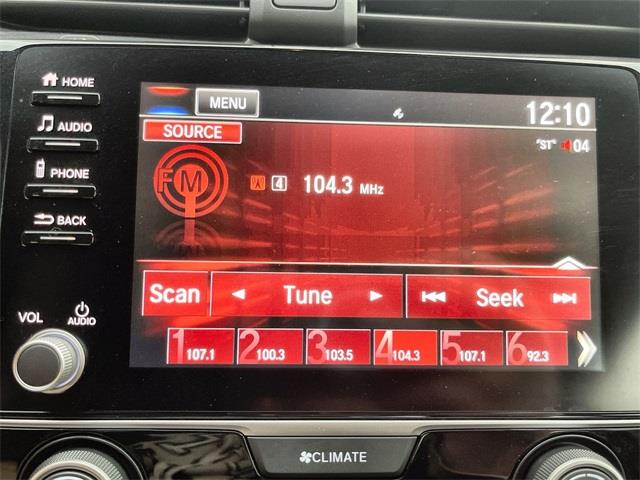 HOME
MENU
12:10
AUDIO
SOURCE
"ST" 04
PHONE
FM
4 104.3 MHz
BACK
Scan Tune Seek
VOL AUDIO
1 107.1 2 100.3 3 103.5 4 104.3 5 107.1 6 92.3
CLIMATE